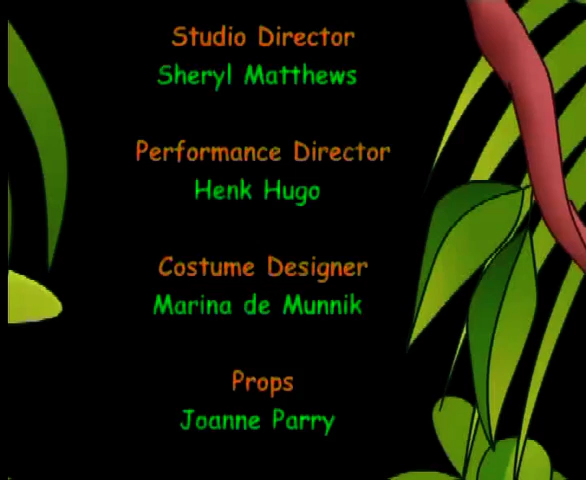 Studio Director
Sheryl Matthews
Performance Director
Henk Hugo
Costume Designer
Marina de Munnik
Props
Joanne Parry